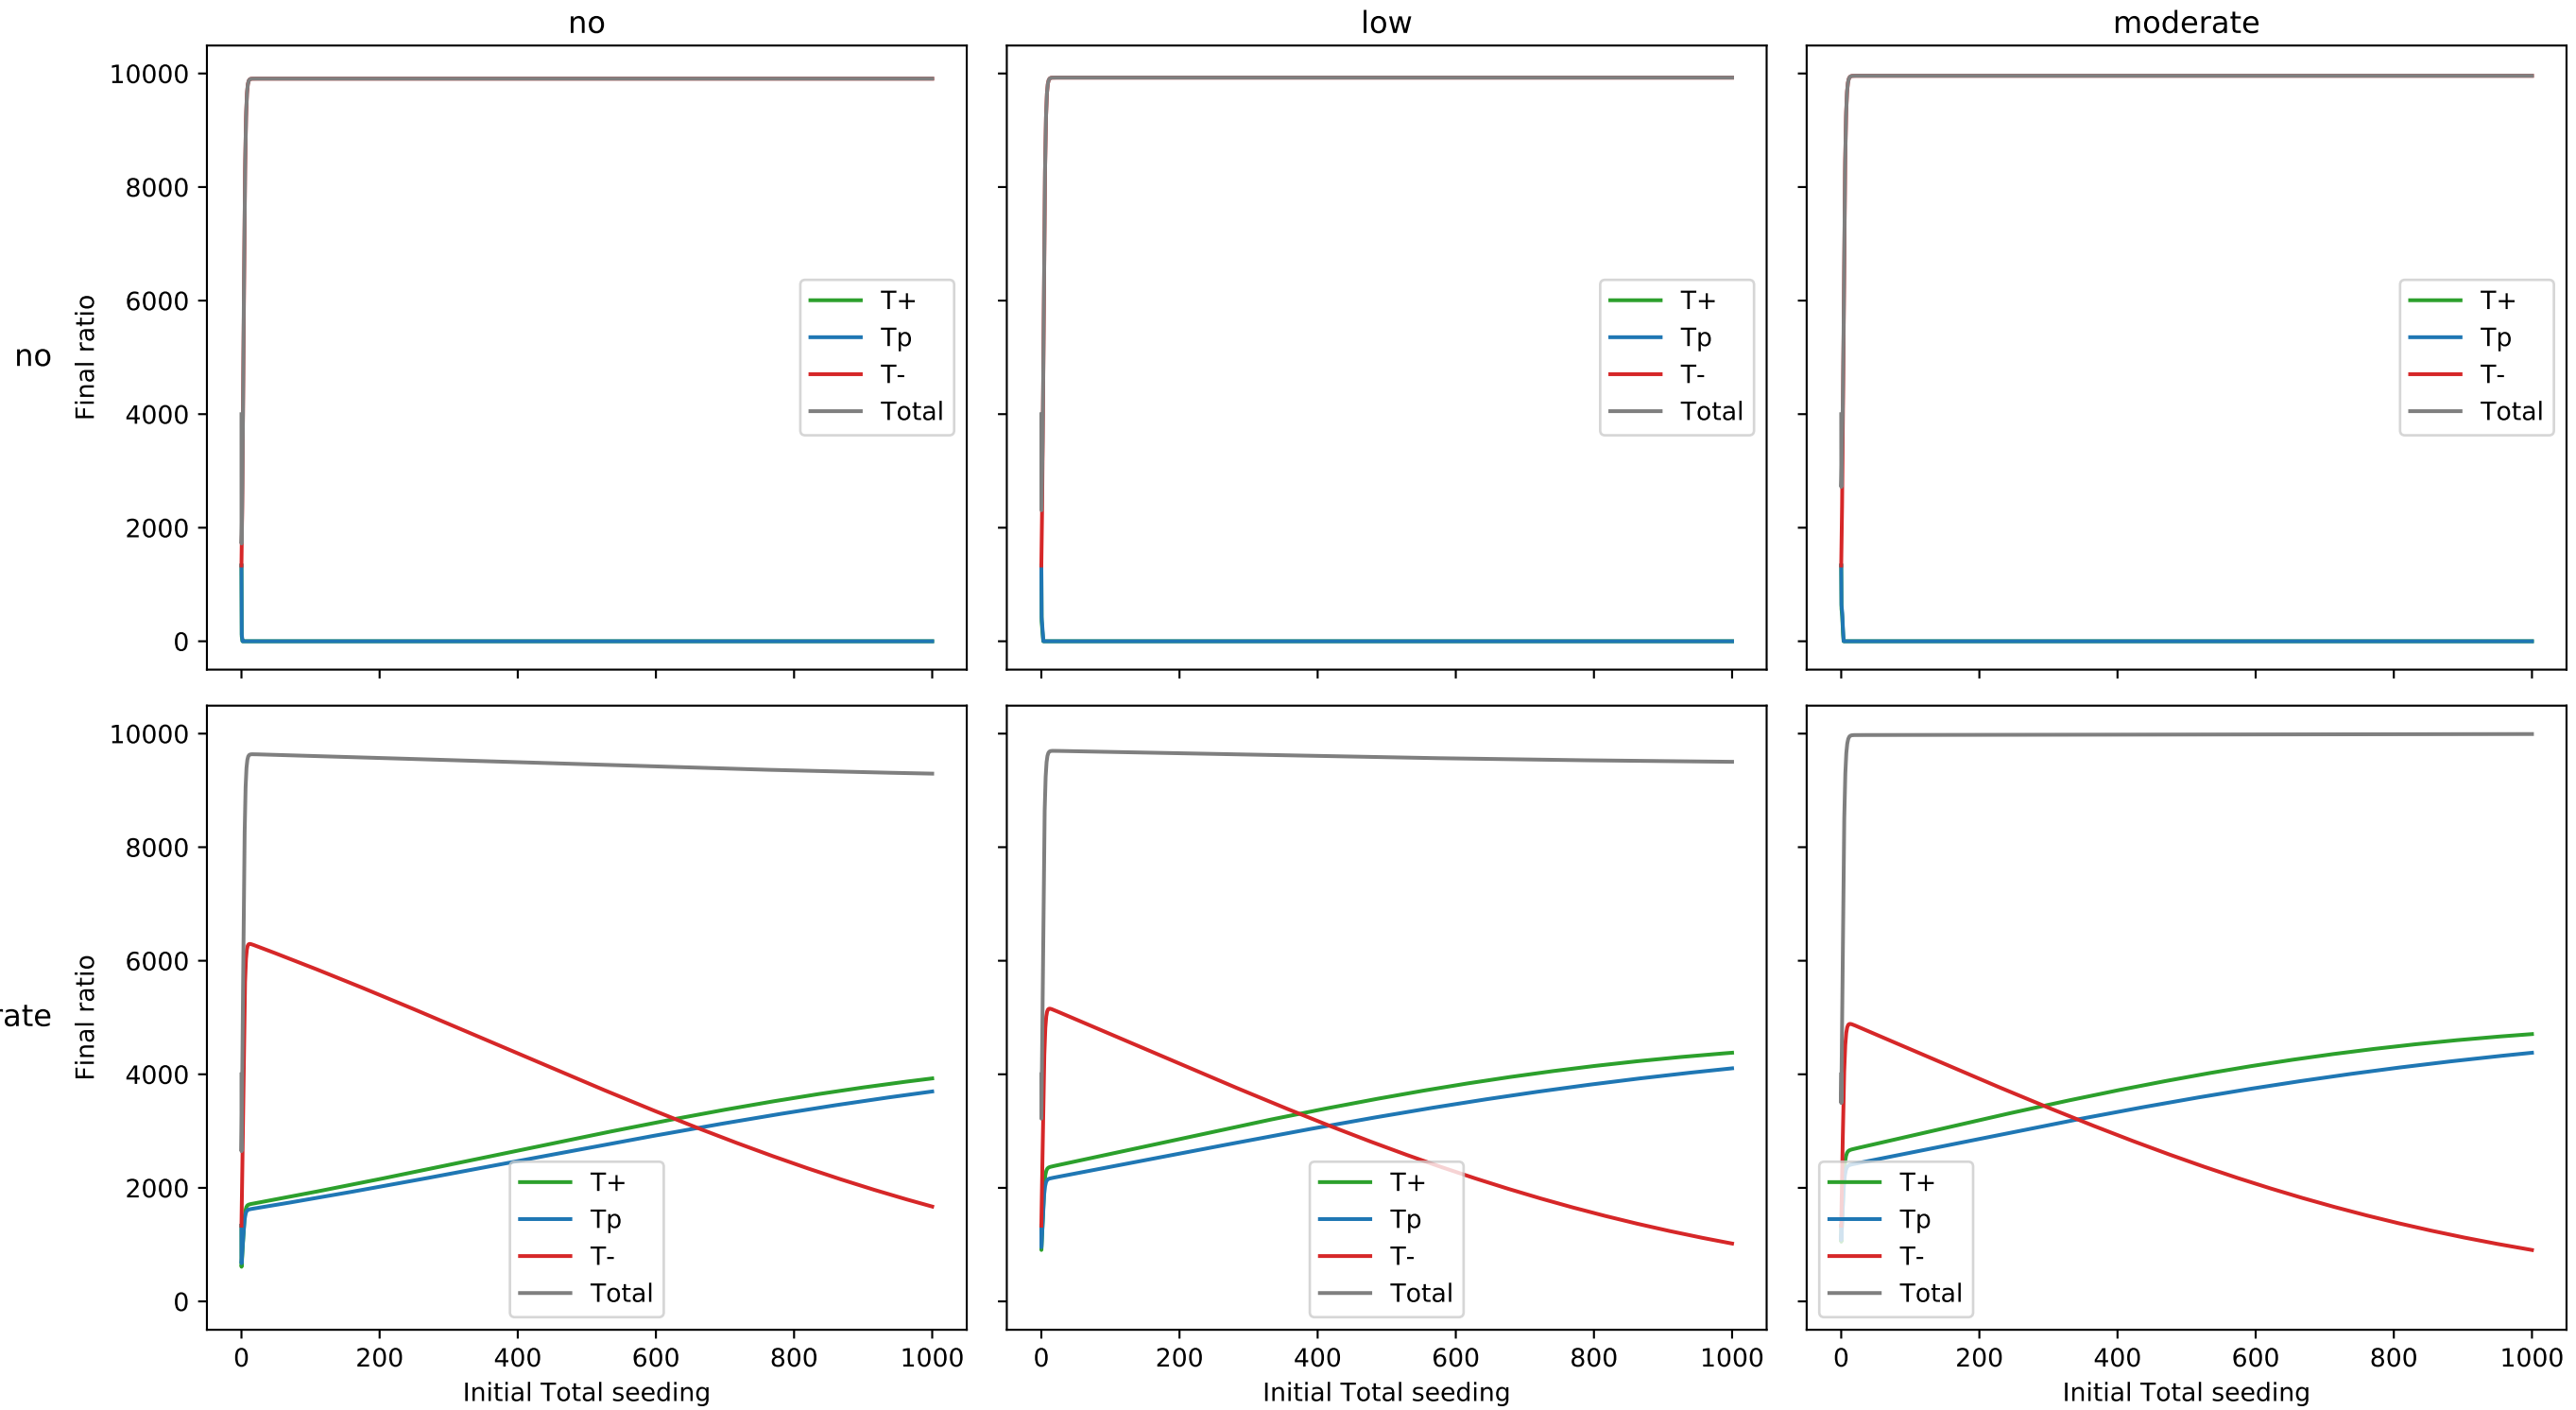 no low moderate
10000
8000
6000
4000
2000
0
Final ratio
no
T+
Tp
T-
Total
T+
Tp
T-
Total
T+
Tp
T-
Total
10000
8000
6000
4000
2000
0
Final ratio
rate
T+
Tp
T-
Total
T+
Tp
T-
Total
T+
Tp
T-
Total
0 200 400 600 800 1000
0 200 400 600 800 1000
0 200 400 600 800 1000
Initial Total seeding
Initial Total seeding
Initial Total seeding